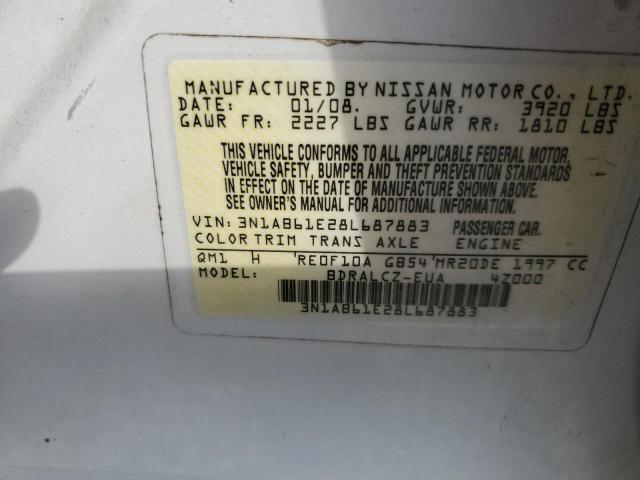 MANUFACTURED BY NISSAN MOTOR CO., LTD.
DATE: 01/08. GVWR: 3920 LBS
GAWR FR: 2227 LBS GAWR RR: 1810 LBS
THIS VEHICLE CONFORMS TO ALL APPLICABLE FEDERAL MOTOR
VEHICLE SAFETY, BUMPER AND THEFT PREVENTION STANDARDS
IN EFFECT ON THE DATE OF MANUFACTURE SHOWN ABOVE.
SEE OWNER'S MANUAL FOR ADDITIONAL INFORMATION
VIN: 3N1AB61E28L687883 PASSENGER CAR.
COLOR TRIM TRANS AXLE ENGINE
QM1 H 'RE0F10A GB54'MR20DE 1997 CC
MODEL: BDRALCZ-EUA 4Z000
3N1AB61E28L687883